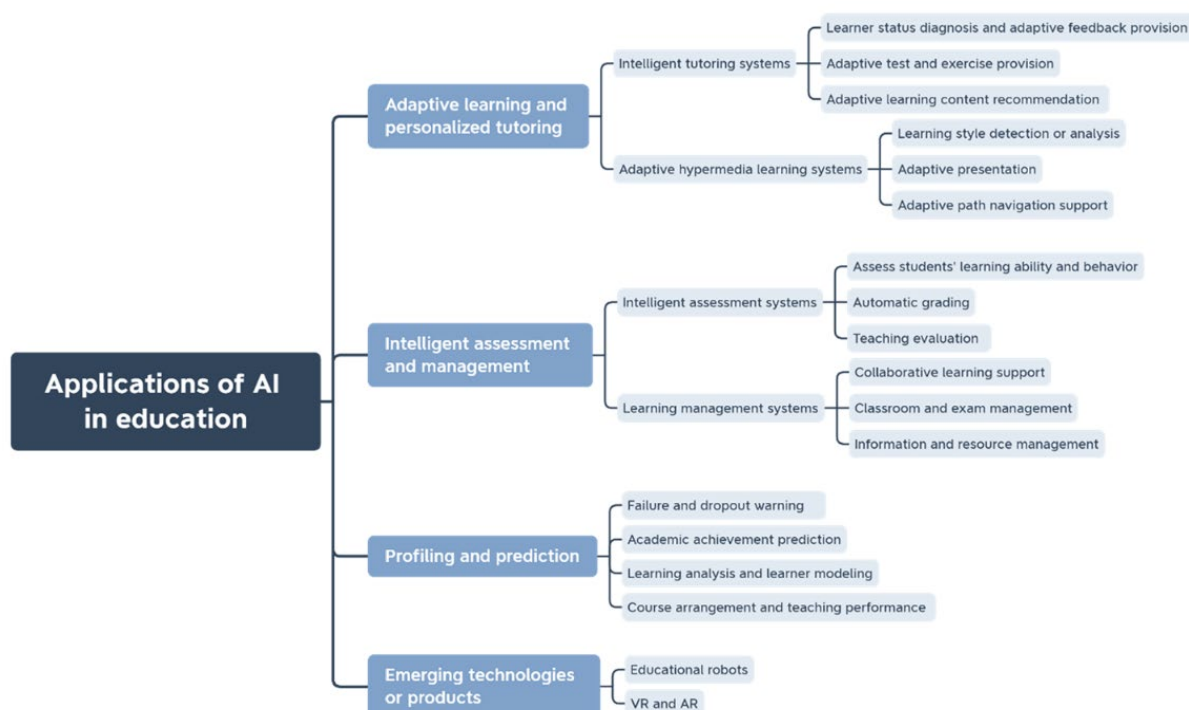 Applications of AI
in education
Adaptive learning and
personalized tutoring
Intelligent tutoring systems
Learner status diagnosis and adaptive feedback provision
Adaptive test and exercise provision
Adaptive learning content recommendation
Adaptive hypermedia learning systems
Learning style detection or analysis
Adaptive presentation
Adaptive path navigation support
Intelligent assessment
and management
Intelligent assessment systems
Assess students' learning ability and behavior
Automatic grading
Teaching evaluation
Learning management systems
Collaborative learning support
Classroom and exam management
Information and resource management
Profiling and prediction
Failure and dropout warning
Academic achievement prediction
Learning analysis and learner modeling
Course arrangement and teaching performance
Emerging technologies
or products
Educational robots
VR and AR